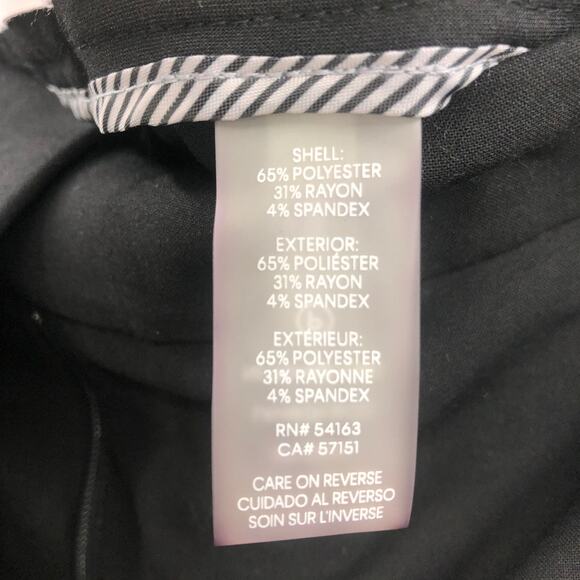 SHELL:
65% POLYESTER
31% RAYON
4% SPANDEX
EXTERIOR:
65% POLIÉSTER
31% RAYON
4% SPANDEX
EXTÉRIEUR:
65% POLYESTER
31% RAYONNE
4% SPANDEX
RN# 54163
CA# 57151
CARE ON REVERSE
CUIDADO AL REVERSO
SOIN SUR L'INVERSE